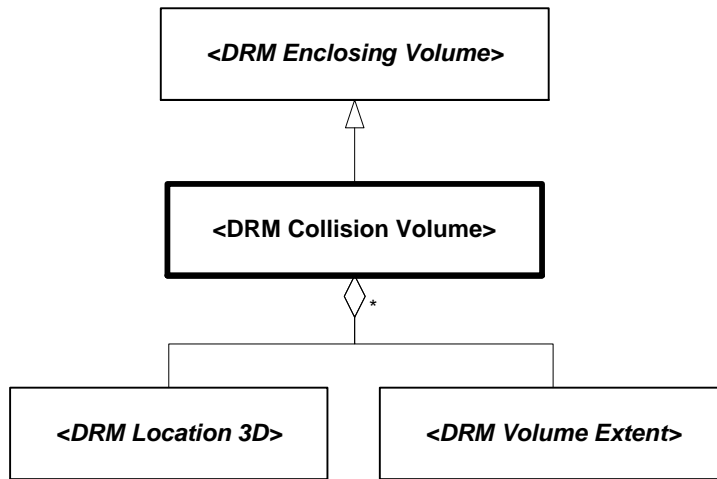 <DRM Enclosing Volume>
<DRM Collision Volume>
*
<DRM Location 3D>
<DRM Volume Extent>